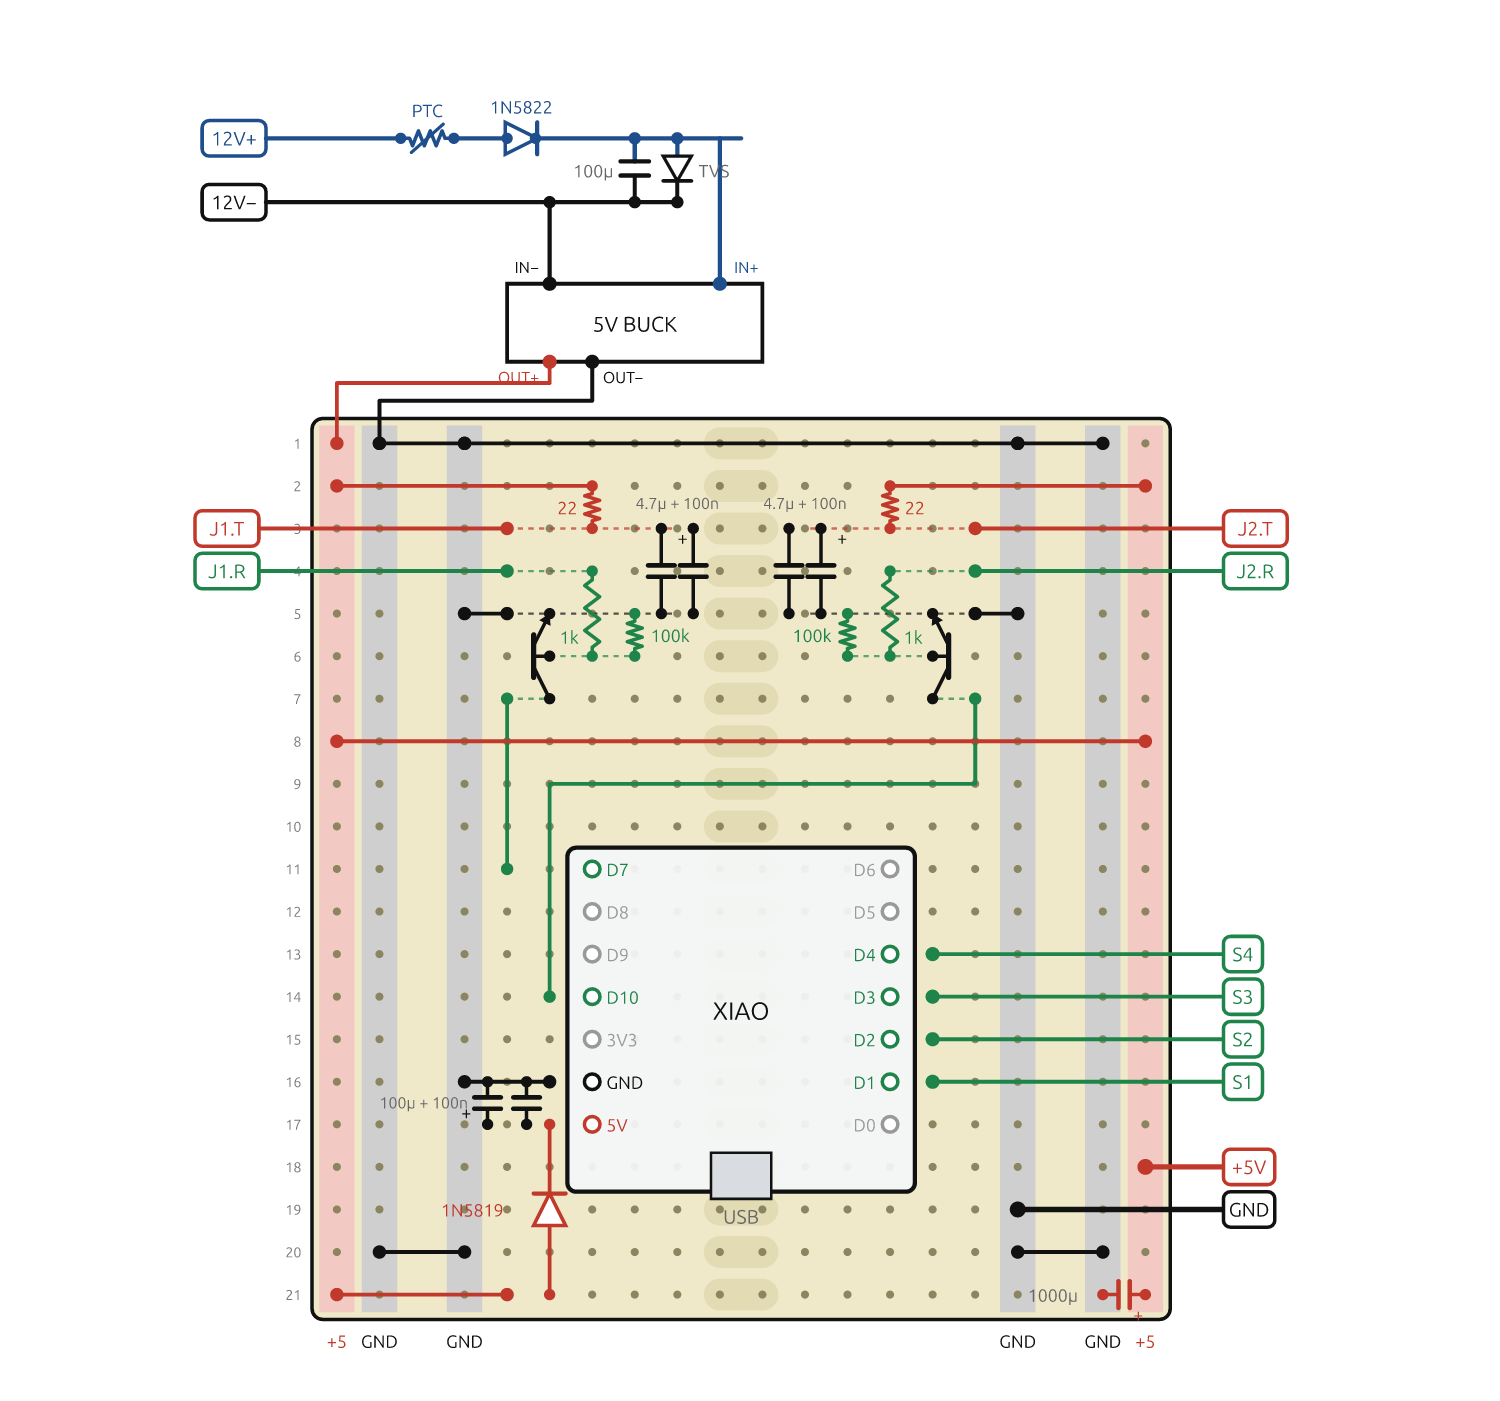 PTC
1N5822
12V+
100µ
TVS
12V−
IN−
IN+
5V BUCK
OUT+
OUT−
1
2
22
4.7µ + 100n
4.7µ + 100n
22
J1.T
3
+
+
J2.T
J1.R
4
J2.R
5
1k
100k
100k
1k
6
7
8
9
10
11
D7
D6
12
D8
D5
13
D9
D4
S4
14
D10
D3
S3
XIAO
15
3V3
D2
S2
16
GND
D1
S1
100µ + 100n
+
17
5V
D0
18
+5V
19
1N5819
USB
GND
20
21
1000µ
+
+5
GND
GND
GND
GND
+5